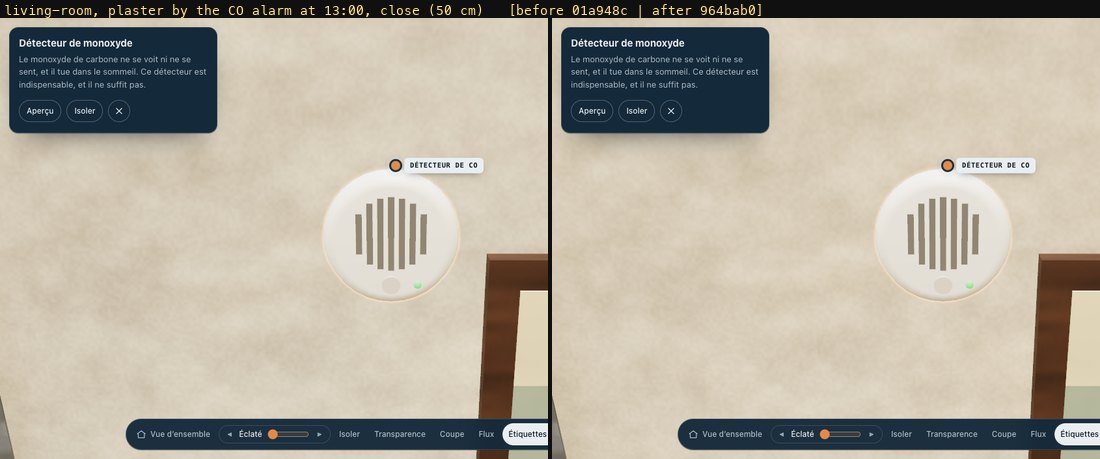 living-room, plaster by the CO alarm at 13:00, close (50 cm)   [before 01a948c | after 964bab0]
Détecteur de monoxyde
Le monoxyde de carbone ne se voit ni ne se
sent, et il tue dans le sommeil. Ce détecteur est
indispensable, et il ne suffit pas.
Aperçu Isoler ✕
DÉTECTEUR DE CO
Vue d'ensemble ◄ Éclaté ► Isoler Transparence Coupe Flux Étiquettes
Détecteur de monoxyde
Le monoxyde de carbone ne se voit ni ne se
sent, et il tue dans le sommeil. Ce détecteur est
indispensable, et il ne suffit pas.
Aperçu Isoler ✕
DÉTECTEUR DE CO
Vue d'ensemble ◄ Éclaté ► Isoler Transparence Coupe Flux Étiquettes